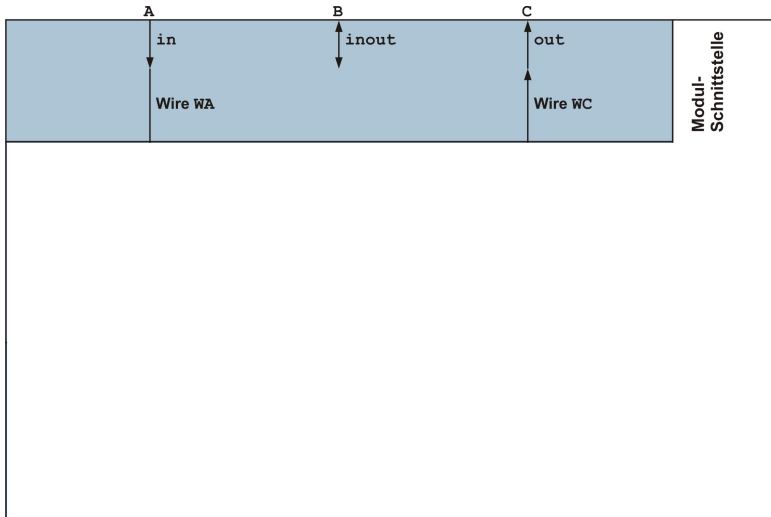 A B C
in inout out
Wire WA Wire WC
Modul-
Schnittstelle